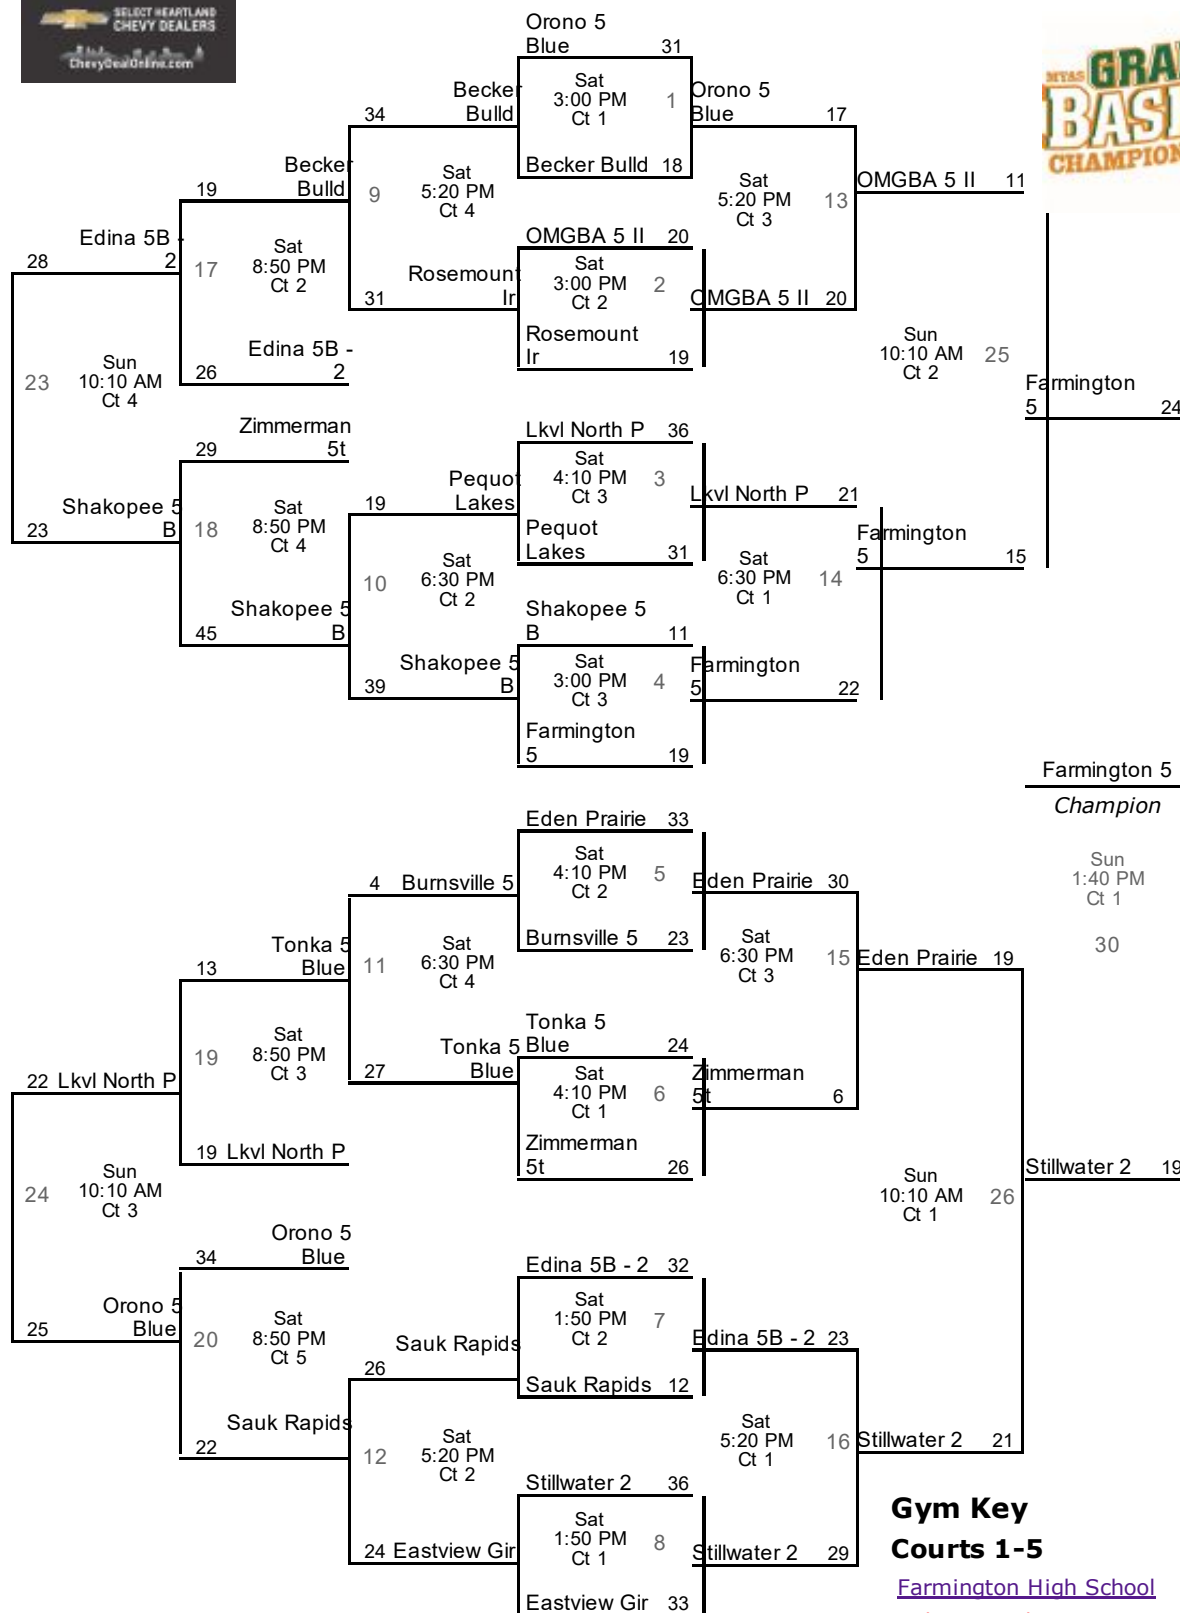 SELECT HEARTLAND
CHEVY DEALERS
ChevyDealOnline.com
MYAS GRA
BAS
CHAMPION
Orono 5
Blue 31
Sat
3:00 PM
Ct 1
1
Becker Bulld 18
OMGBA 5 II 20
Sat
3:00 PM
Ct 2
2
Rosemount
Ir 19
Lkvl North P 36
Sat
4:10 PM
Ct 3
3
Pequot
Lakes 31
Shakopee 5
B 11
Sat
3:00 PM
Ct 3
4
Farmington
5 19
Becker
Bulld
34
Sat
5:20 PM
Ct 4
9
Rosemount
Ir
31
Pequot
Lakes
19
Sat
6:30 PM
Ct 2
10
Shakopee 5
B
39
Becker
Bulld
19
Sat
8:50 PM
Ct 2
17
Edina 5B -
2
26
Zimmerman
5t
29
Sat
8:50 PM
Ct 4
18
Shakopee 5
B
45
Edina 5B -
2
28
Sun
10:10 AM
Ct 4
23
Shakopee 5
B
23
Orono 5
Blue 17
Sat
5:20 PM
Ct 3
13
OMGBA 5 II 20
Lkvl North P 21
Sat
6:30 PM
Ct 1
14
Farmington
5 22
OMGBA 5 II 11
Sun
10:10 AM
Ct 2
25
Farmington
5 15
Farmington
5 24
Farmington 5
Champion
Sun
1:40 PM
Ct 1
30
Eden Prairie 33
Sat
4:10 PM
Ct 2
5
Burnsville 5 23
Tonka 5
Blue 24
Sat
4:10 PM
Ct 1
6
Zimmerman
5t 26
Edina 5B - 2 32
Sat
1:50 PM
Ct 2
7
Sauk Rapids 12
Stillwater 2 36
Sat
1:50 PM
Ct 1
8
Eastview Gir 33
4 Burnsville 5
Sat
6:30 PM
Ct 4
11
Tonka 5
Blue
27
Sauk Rapids
26
Sat
5:20 PM
Ct 2
12
24 Eastview Gir
Tonka 5
Blue
13
Sat
8:50 PM
Ct 3
19
19 Lkvl North P
Orono 5
Blue
34
Sat
8:50 PM
Ct 5
20
Sauk Rapids
22
22 Lkvl North P
Sun
10:10 AM
Ct 3
24
Orono 5
Blue
25
Eden Prairie 30
Sat
6:30 PM
Ct 3
15
Zimmerman
5t 6
Edina 5B - 2 23
Sat
5:20 PM
Ct 1
16
Stillwater 2 29
Eden Prairie 19
Sun
10:10 AM
Ct 1
26
Stillwater 2 21
Stillwater 2 19
Gym Key
Courts 1-5
Farmington High School